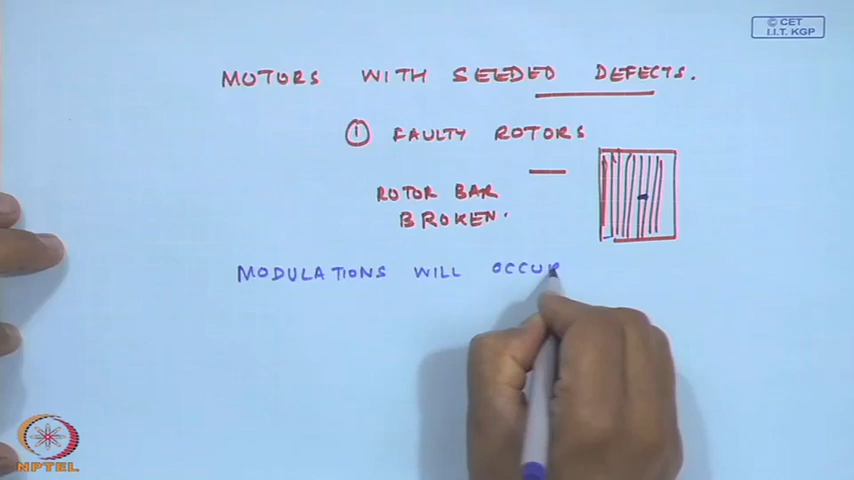 © CET
I.I.T. KGP
MOTORS WITH SEEDED DEFECTS.
① FAULTY ROTORS
ROTOR BAR
BROKEN.
MODULATIONS WILL OCCUR
NPTEL